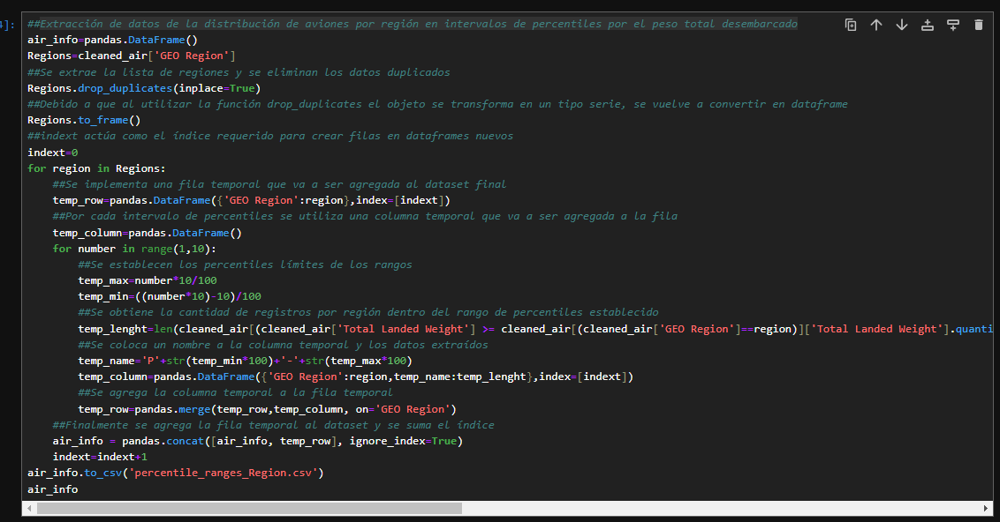 4]:
##Extracción de datos de la distribución de aviones por región en intervalos de percentiles por el peso total desembarcado
air_info=pandas.DataFrame()
Regions=cleaned_air['GEO Region']
##Se extrae la lista de regiones y se eliminan los datos duplicados
Regions.drop_duplicates(inplace=True)
##Debido a que al utilizar la función drop_duplicates el objeto se transforma en un tipo serie, se vuelve a convertir en dataframe
Regions.to_frame()
##indext actúa como el índice requerido para crear filas en dataframes nuevos
indext=0
for region in Regions:
    ##Se implementa una fila temporal que va a ser agregada al dataset final
    temp_row=pandas.DataFrame({'GEO Region':region},index=[indext])
    ##Por cada intervalo de percentiles se utiliza una columna temporal que va a ser agregada a la fila
    temp_column=pandas.DataFrame()
    for number in range(1,10):
        ##Se establecen los percentiles límites de los rangos
        temp_max=number*10/100
        temp_min=((number*10)-10)/100
        ##Se obtiene la cantidad de registros por región dentro del rango de percentiles establecido
        temp_lenght=len(cleaned_air[(cleaned_air['Total Landed Weight'] >= cleaned_air[(cleaned_air['GEO Region']==region)]['Total Landed Weight'].quanti
        ##Se coloca un nombre a la columna temporal y los datos extraídos
        temp_name='P'+str(temp_min*100)+'-'+str(temp_max*100)
        temp_column=pandas.DataFrame({'GEO Region':region,temp_name:temp_lenght},index=[indext])
        ##Se agrega la columna temporal a la fila temporal
        temp_row=pandas.merge(temp_row,temp_column, on='GEO Region')
    ##Finalmente se agrega la fila temporal al dataset y se suma el índice
    air_info = pandas.concat([air_info, temp_row], ignore_index=True)
    indext=indext+1
air_info.to_csv('percentile_ranges_Region.csv')
air_info